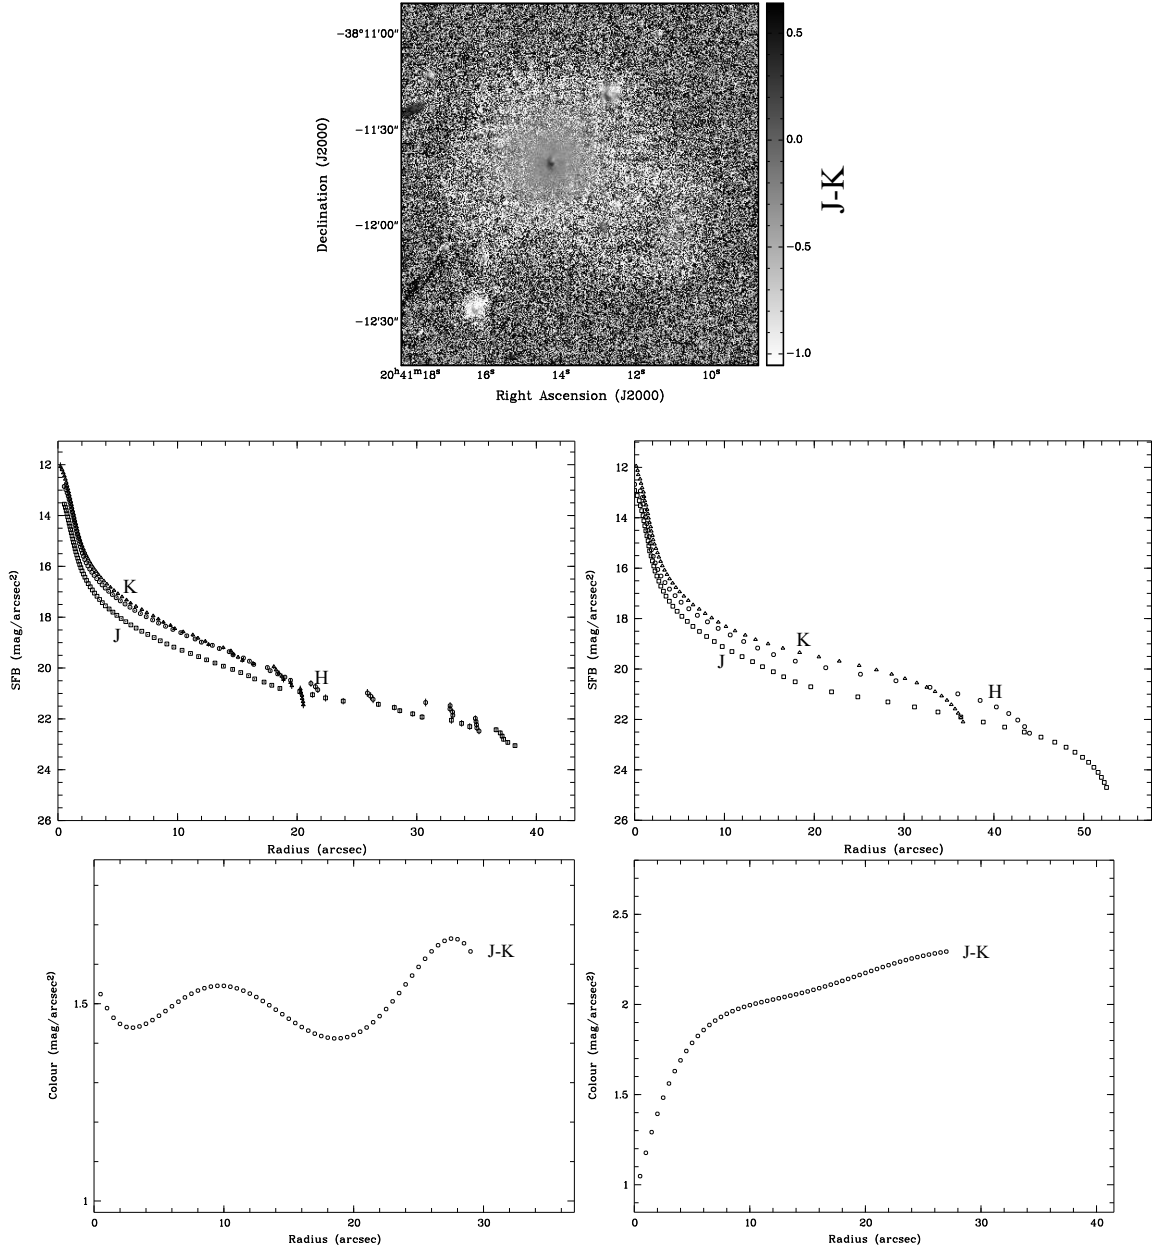 −38°11′00″
−11′30″
−12′00″
−12′30″
Declination (J2000)
20ʰ41ᵐ18ˢ 16ˢ 14ˢ 12ˢ 10ˢ
Right Ascension (J2000)
0.5
0.0
−0.5
−1.0
J-K
12
14
16
18
20
22
24
26
SFB (mag/arcsec²)
K
J
H
0 10 20 30 40
Radius (arcsec)
12
14
16
18
20
22
24
26
SFB (mag/arcsec²)
K
J
H
0 10 20 30 40 50
Radius (arcsec)
1.5
1
Colour (mag/arcsec²)
J-K
0 10 20 30
Radius (arcsec)
2.5
2
1.5
1
Colour (mag/arcsec²)
J-K
0 10 20 30 40
Radius (arcsec)